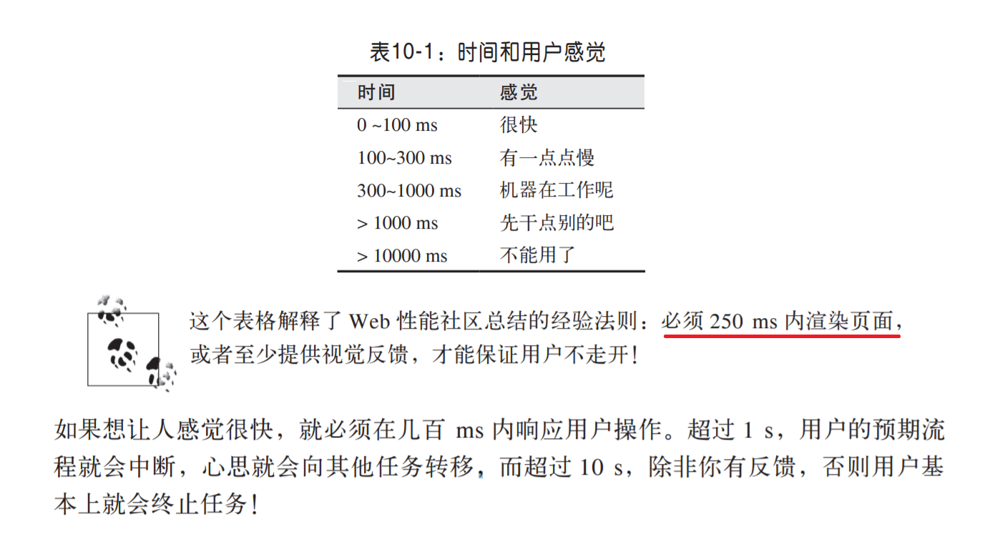 表10-1：时间和用户感觉
时间 感觉
0 ~100 ms 很快
100~300 ms 有一点点慢
300~1000 ms 机器在工作呢
> 1000 ms 先干点别的吧
> 10000 ms 不能用了
这个表格解释了 Web 性能社区总结的经验法则：必须 250 ms 内渲染页面，
或者至少提供视觉反馈，才能保证用户不走开！
如果想让人感觉很快，就必须在几百 ms 内响应用户操作。超过 1 s，用户的预期流
程就会中断，心思就会向其他任务转移，而超过 10 s，除非你有反馈，否则用户基
本上就会终止任务！